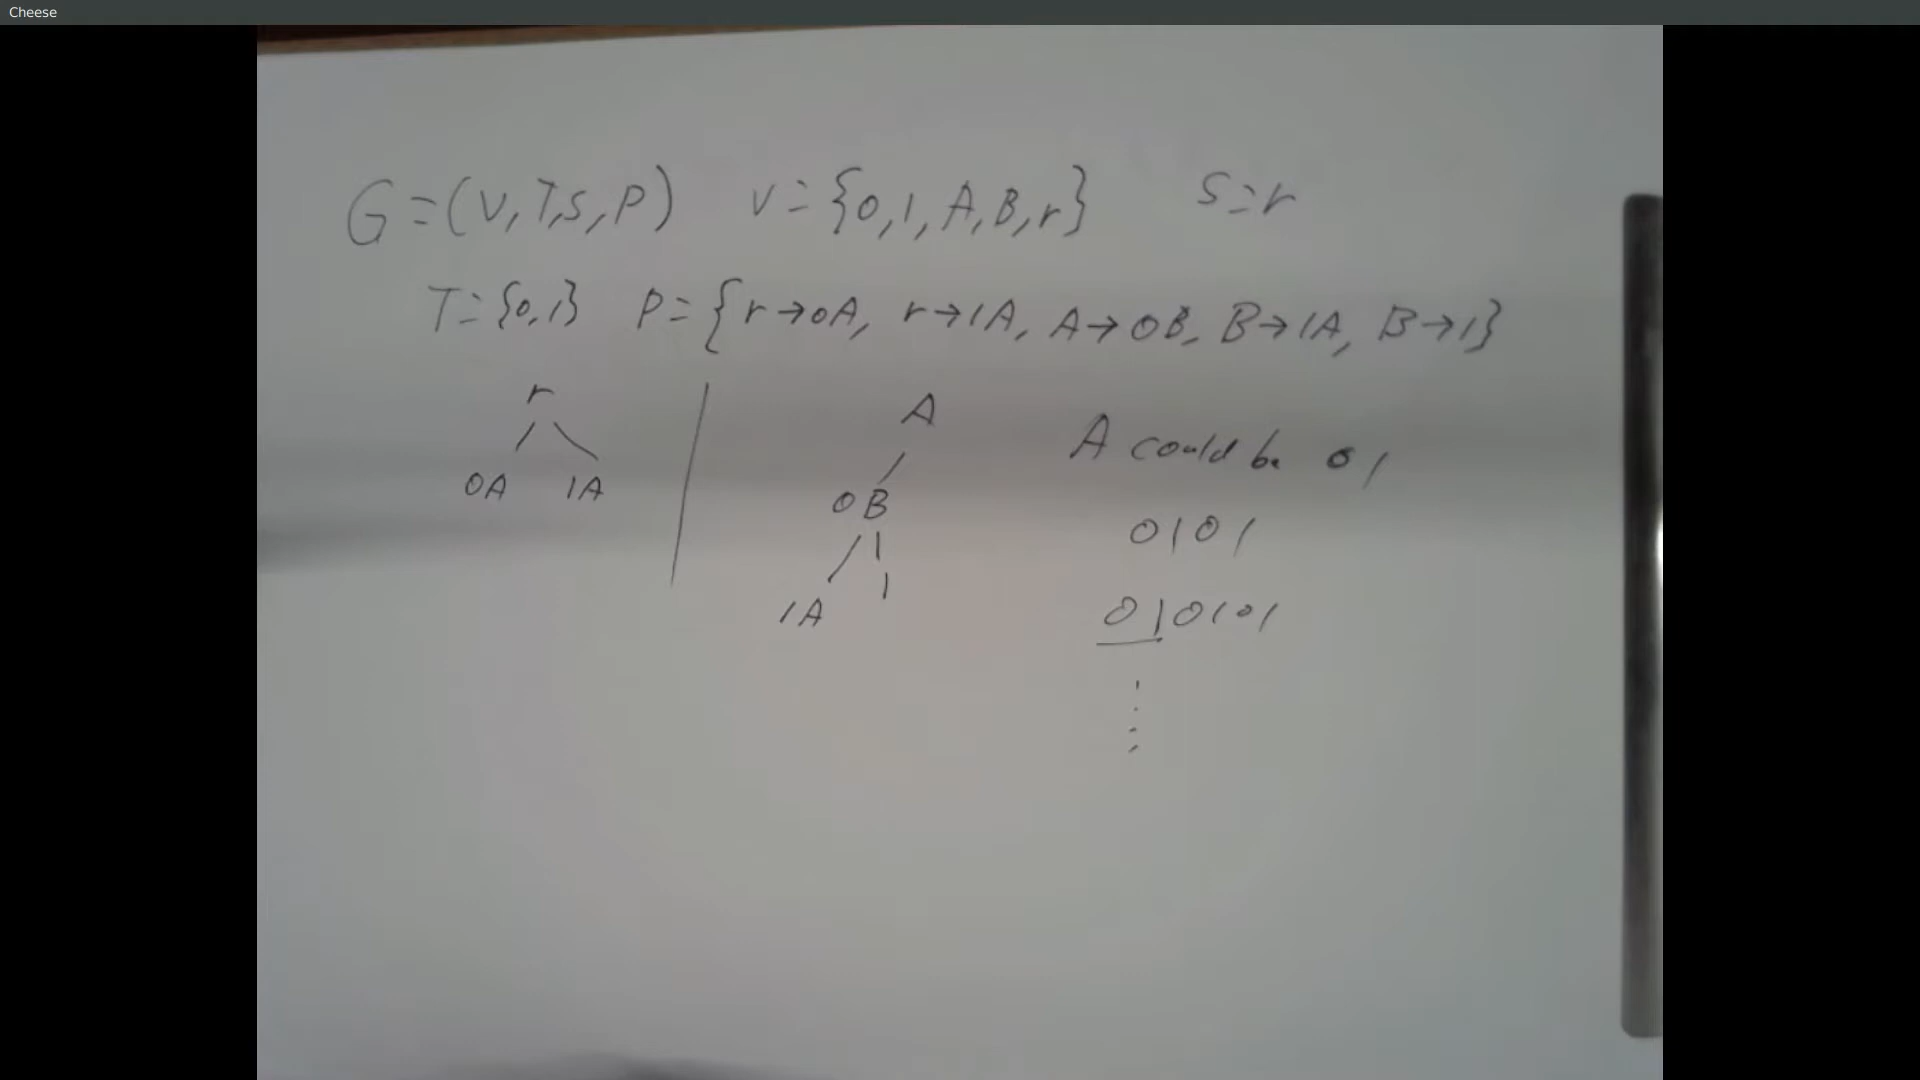 Cheese
G = (V, T, S, P) V = {0, 1, A, B, r} S = r
T = {0, 1} P = {r → 0A, r → 1A, A → 0B, B → 1A, B → 1}
r
0A 1A
A
0B
1A 1
A could be 01
0101
010101